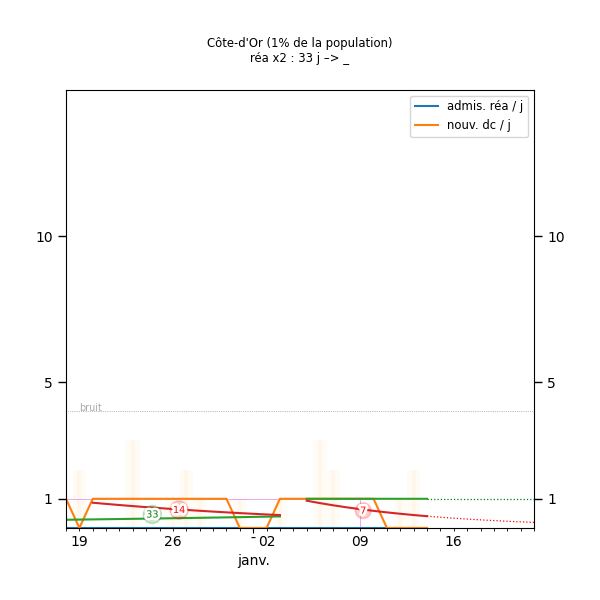 Côte-d'Or (1% de la population)
réa x2 : 33 j –> _
admis. réa / j
nouv. dc / j
10
10
5
5
bruit
1
1
33
-14
-7
19
26
- 02
09
16
janv.